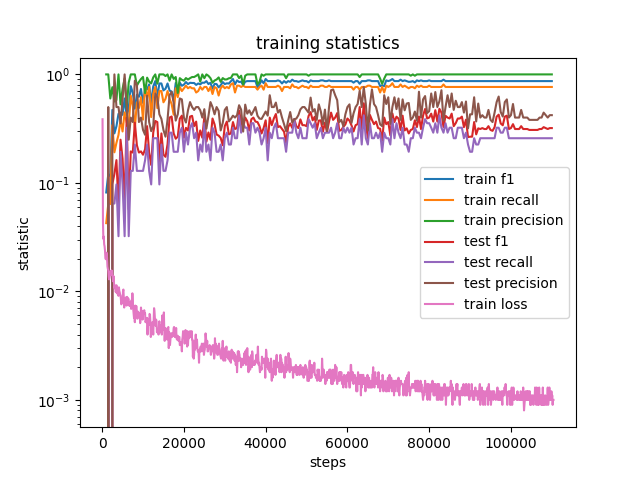 training statistics
statistic
10⁰
10⁻¹
10⁻²
10⁻³
train f1
train recall
train precision
test f1
test recall
test precision
train loss
0 20000 40000 60000 80000 100000
steps